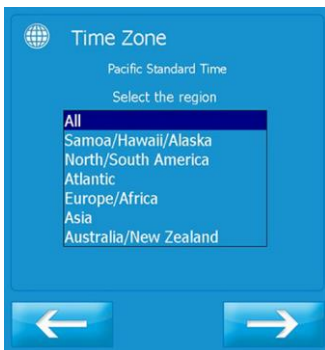 Time Zone
Pacific Standard Time
Select the region
All
Samoa/Hawaii/Alaska
North/South America
Atlantic
Europe/Africa
Asia
Australia/New Zealand